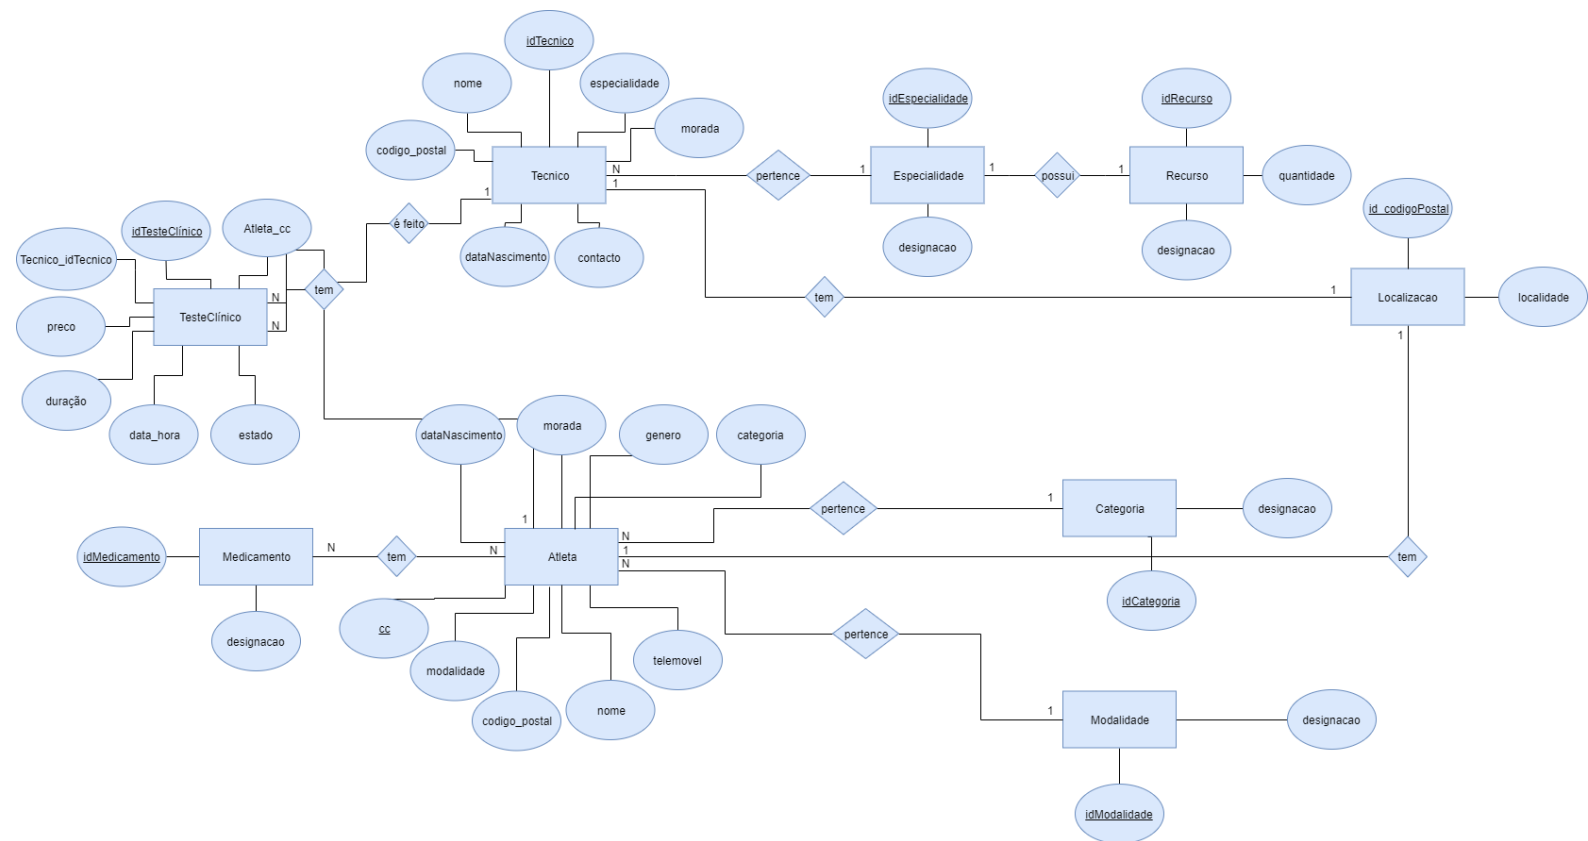 idTecnico
nome
especialidade
idEspecialidade
idRecurso
codigo_postal
morada
Tecnico
N
pertence
1
Especialidade
1
possui
1
Recurso
quantidade
1
1
id_codigoPostal
é feito
idTesteClínico
Atleta_cc
dataNascimento
contacto
designacao
designacao
Tecnico_idTecnico
tem
N
TesteClínico
N
tem
1
Localizacao
localidade
preco
1
duração
data_hora
estado
dataNascimento
morada
genero
categoria
1
pertence
1
Categoria
designacao
N
idMedicamento
Medicamento
N
tem
N
Atleta
1
N
tem
designacao
cc
modalidade
codigo_postal
nome
telemovel
idCategoria
pertence
1
Modalidade
designacao
idModalidade